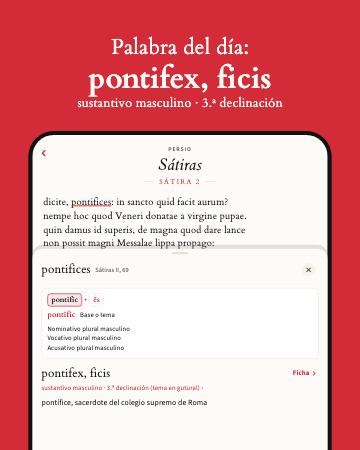 Palabra del día:
pontifex, ficis
sustantivo masculino · 3.ª declinación
PERSIO
Sátiras
SÁTIRA 2
dicite, pontifices: in sancto quid facit aurum?
nempe hoc quod Veneri donatae a virgine pupae.
quin damus id superis, de magna quod dare lance
non possit magni Messalae lippa propago:
pontifices Sátiras II, 69
pontific + ēs
pontific Base o tema
Nominativo plural masculino
Vocativo plural masculino
Acusativo plural masculino
pontifex, ficis Ficha ›
sustantivo masculino · 3.ª declinación (tema en gutural) ›
pontífice, sacerdote del colegio supremo de Roma